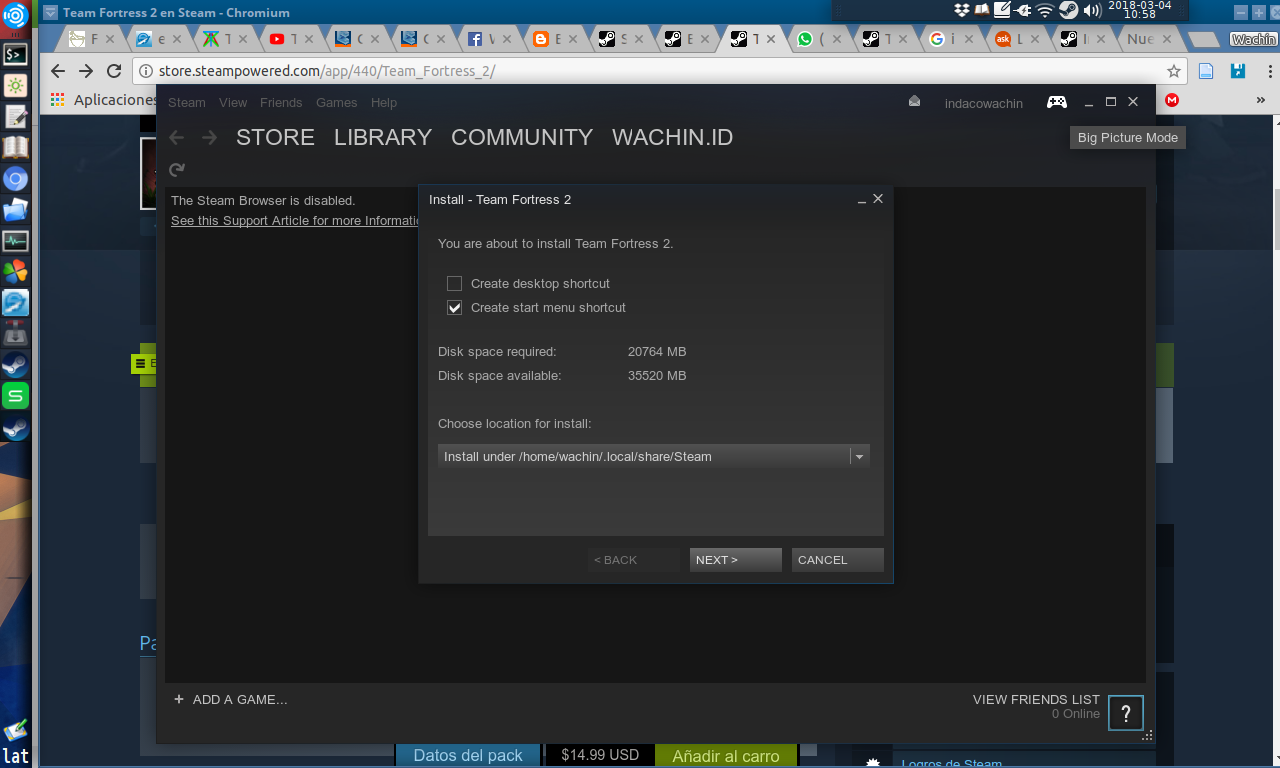 Team Fortress 2 en Steam - Chromium
2018-03-04
10:58
Wachin
store.steampowered.com/app/440/Team_Fortress_2/
Aplicaciones
»
Steam View Friends Games Help
indacowachin
STORE LIBRARY COMMUNITY WACHIN.ID
Big Picture Mode
The Steam Browser is disabled.
See this Support Article for more Informatio
Install - Team Fortress 2
You are about to install Team Fortress 2.
Create desktop shortcut
Create start menu shortcut
Disk space required: 20764 MB
Disk space available: 35520 MB
Choose location for install:
Install under /home/wachin/.local/share/Steam
< BACK NEXT > CANCEL
Pa
+ ADD A GAME...
VIEW FRIENDS LIST
0 Online
?
lat
Datos del pack $14.99 USD Añadir al carro
Logros de Steam